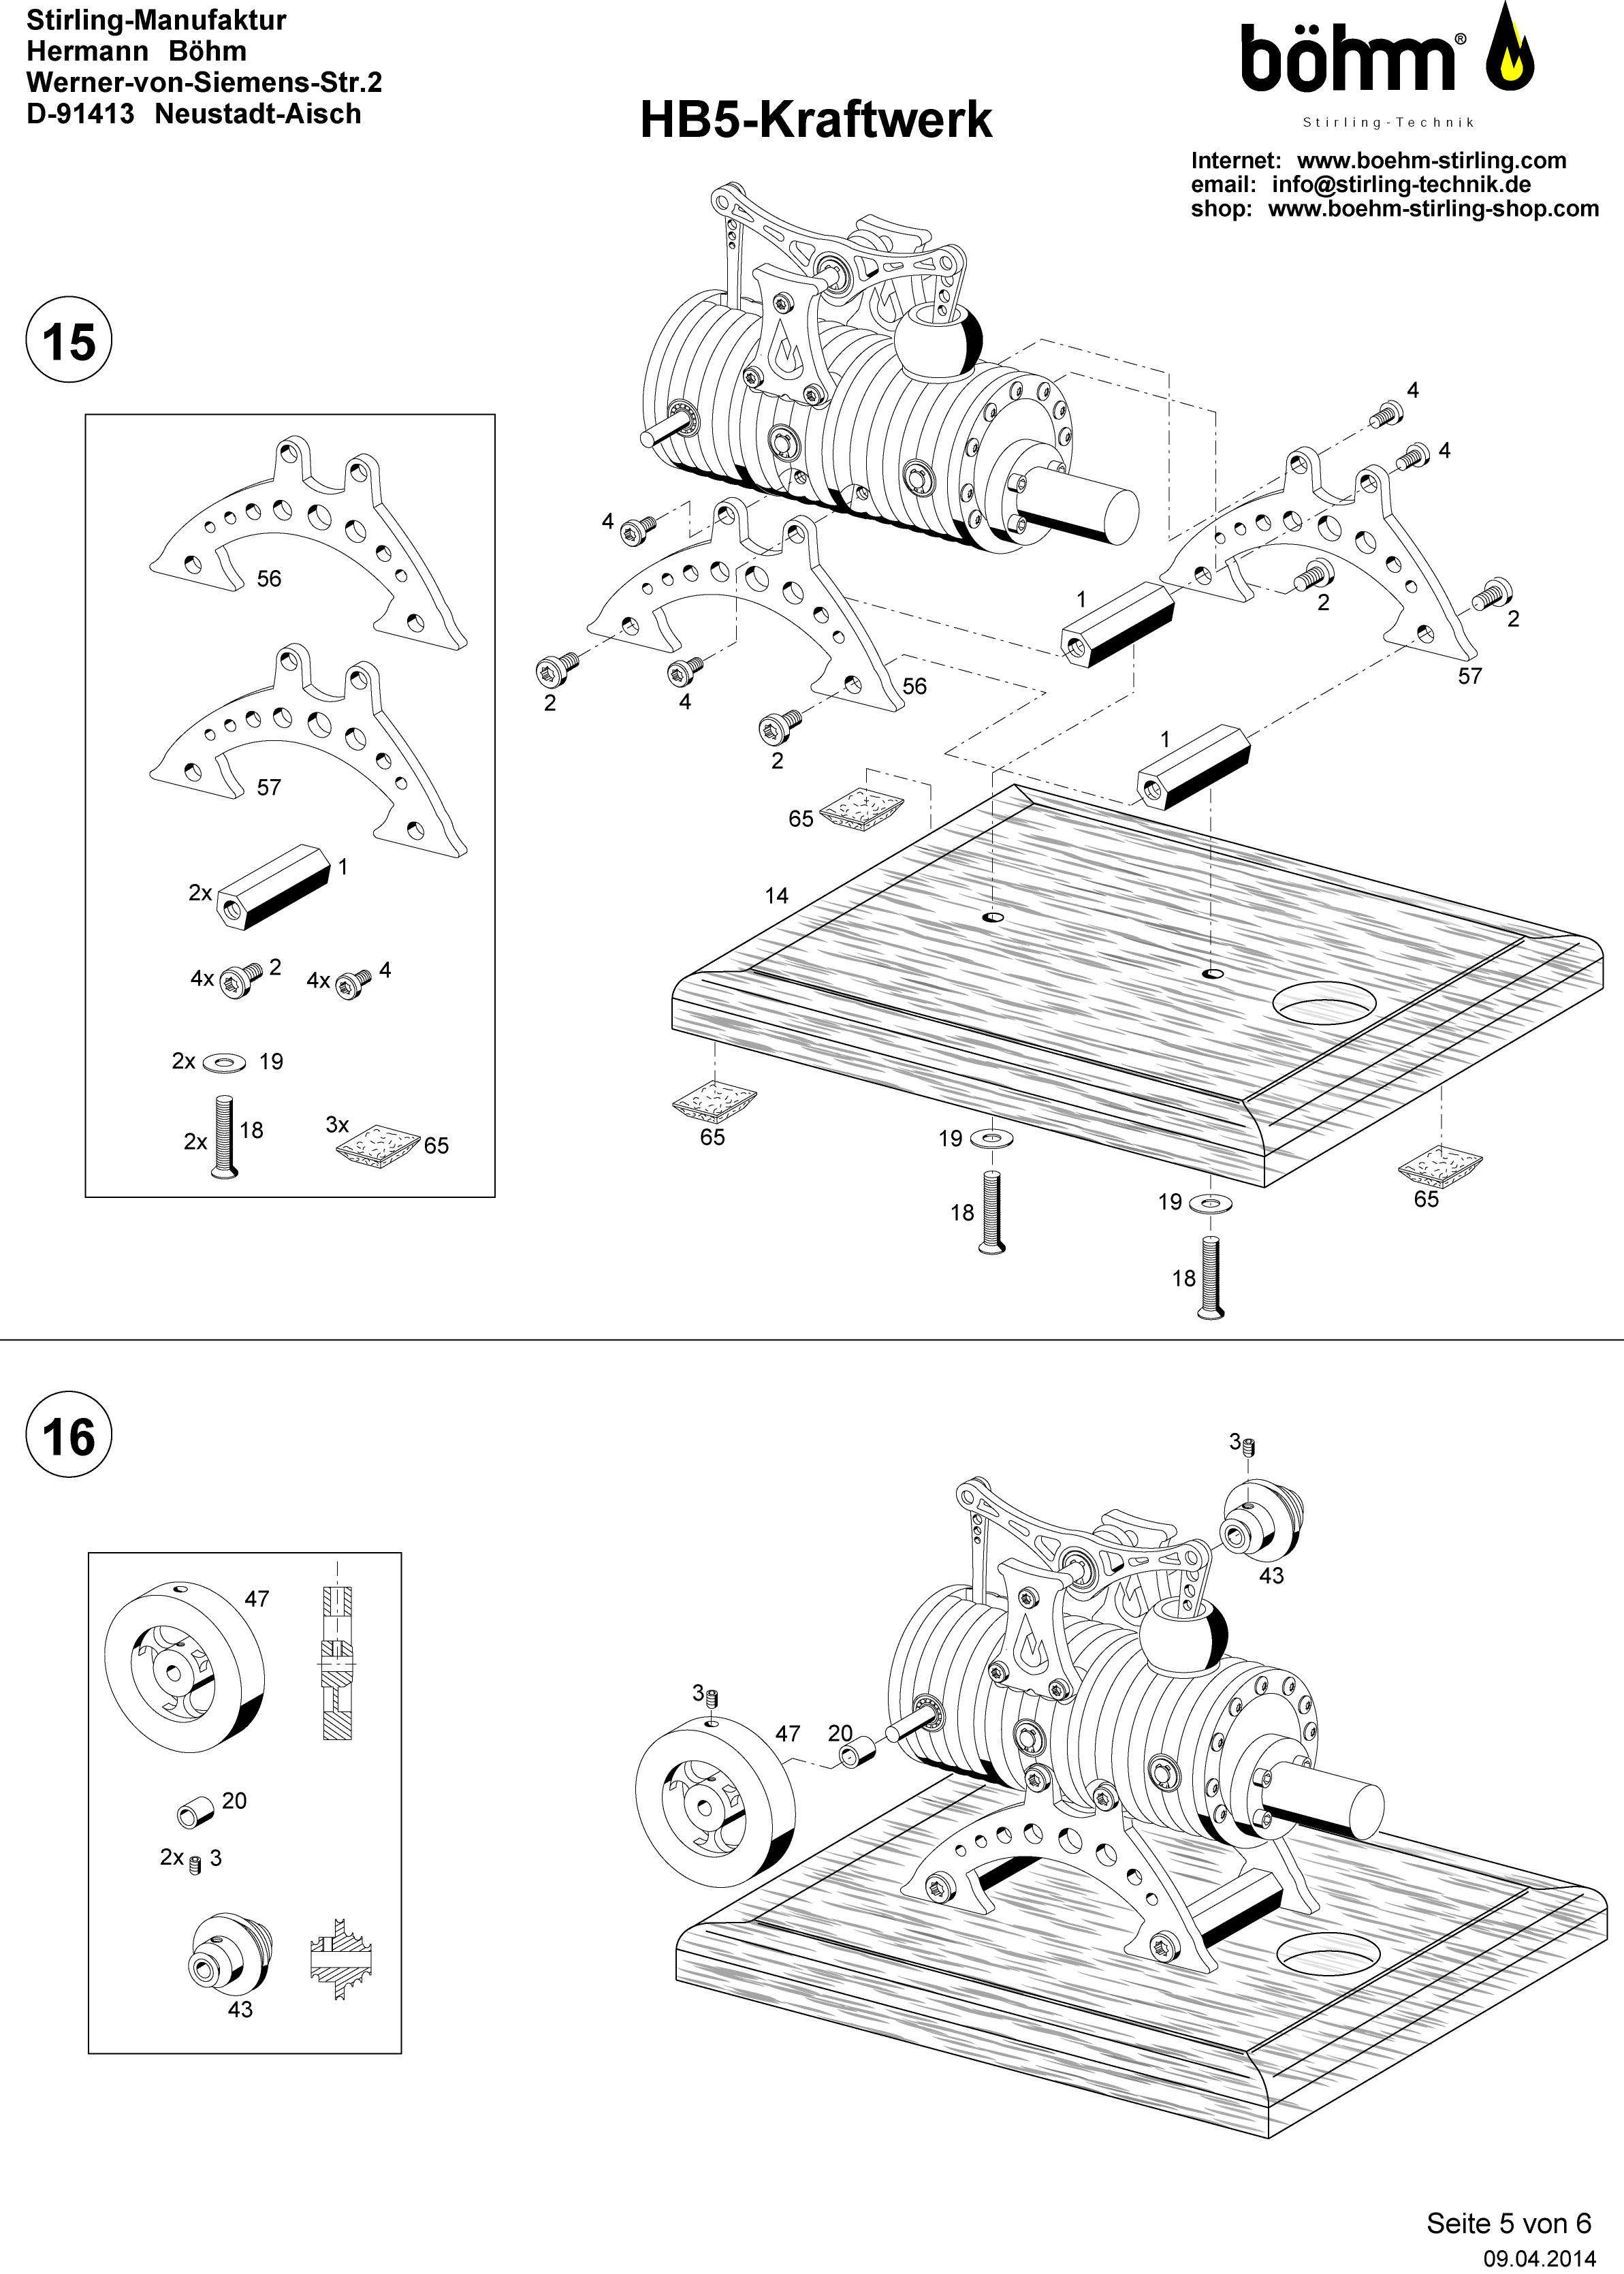 Stirling-Manufaktur
Hermann Böhm
Werner-von-Siemens-Str.2
D-91413 Neustadt-Aisch
HB5-Kraftwerk
böhm®
Stirling-Technik
Internet: www.boehm-stirling.com
email: info@stirling-technik.de
shop: www.boehm-stirling-shop.com
15
56
57
2x 1
4x 2 4x 4
2x 19
2x 18
3x 65
4
4
4
2
4
2
56
1
2
2
57
1
65
14
65
19
18
19
18
65
16
47
20
2x 3
43
3
43
3
47
20
Seite 5 von 6
09.04.2014